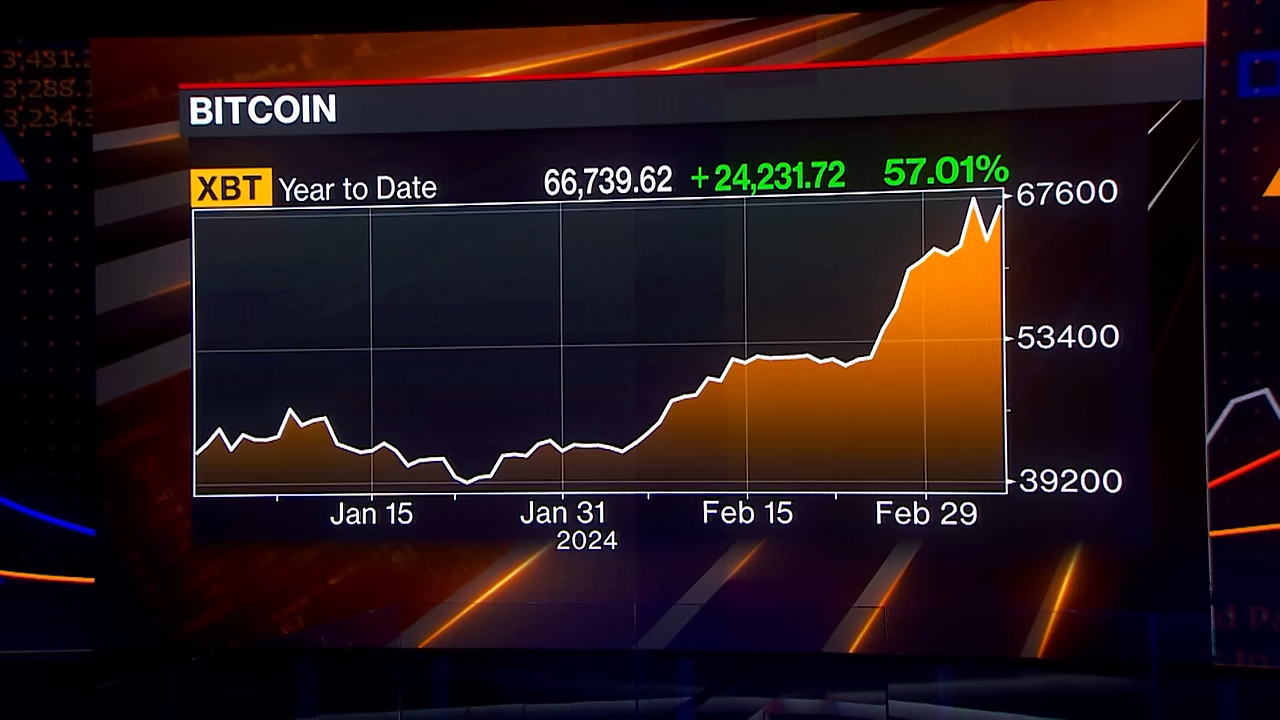 BITCOIN
XBT Year to Date 66,739.62 +24,231.72 57.01%
67600
53400
39200
Jan 15 Jan 31 Feb 15 Feb 29
2024